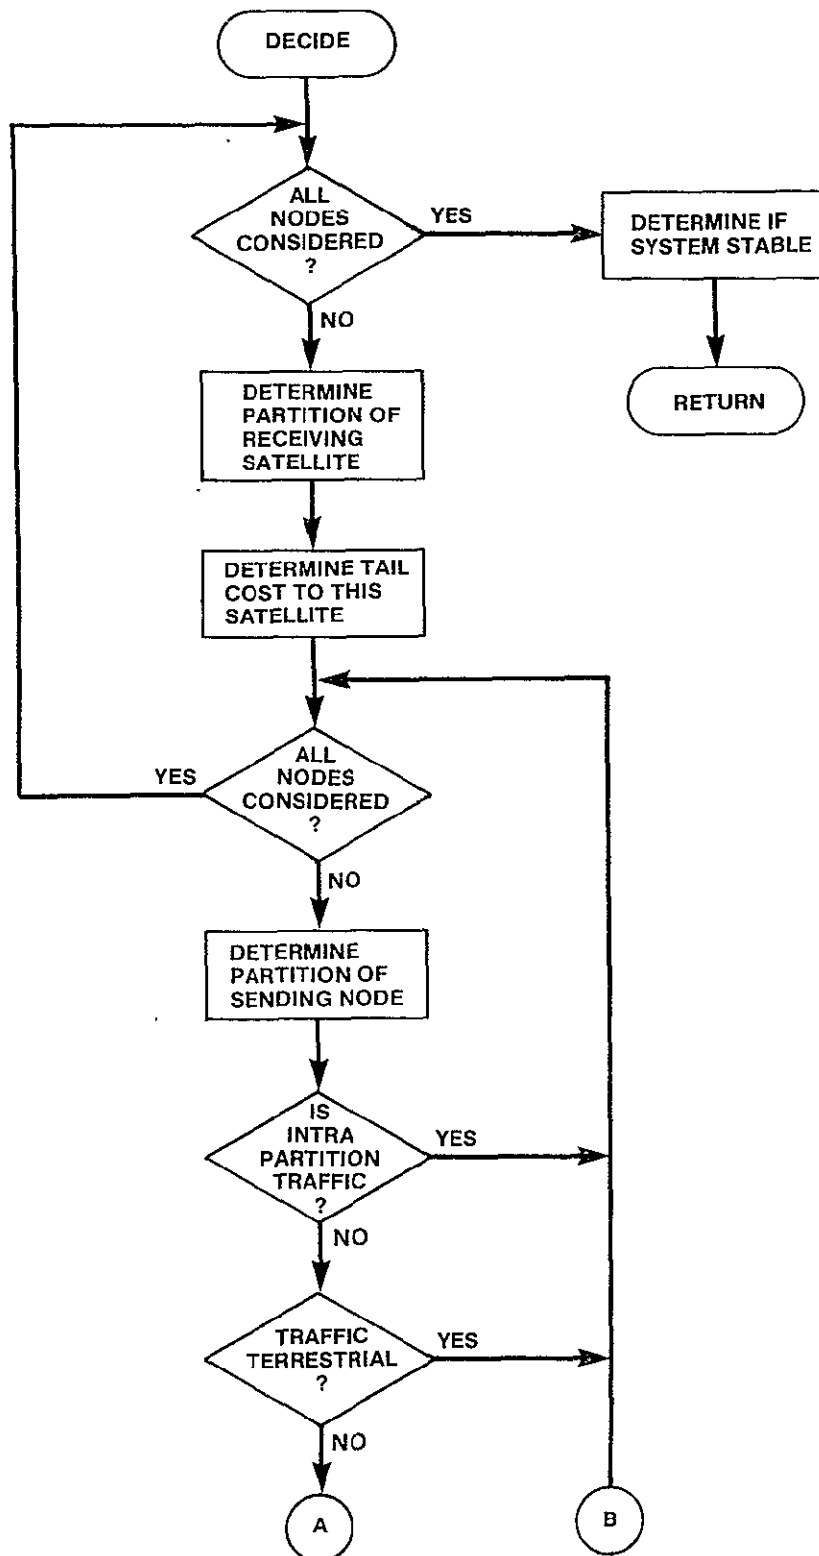 DECIDE
ALL
NODES
CONSIDERED
?
YES
DETERMINE IF
SYSTEM STABLE
NO
RETURN
DETERMINE
PARTITION OF
RECEIVING
SATELLITE
DETERMINE TAIL
COST TO THIS
SATELLITE
YES
ALL
NODES
CONSIDERED
?
NO
DETERMINE
PARTITION OF
SENDING NODE
IS
INTRA
PARTITION
TRAFFIC
?
YES
NO
TRAFFIC
TERRESTRIAL
?
YES
NO
A
B